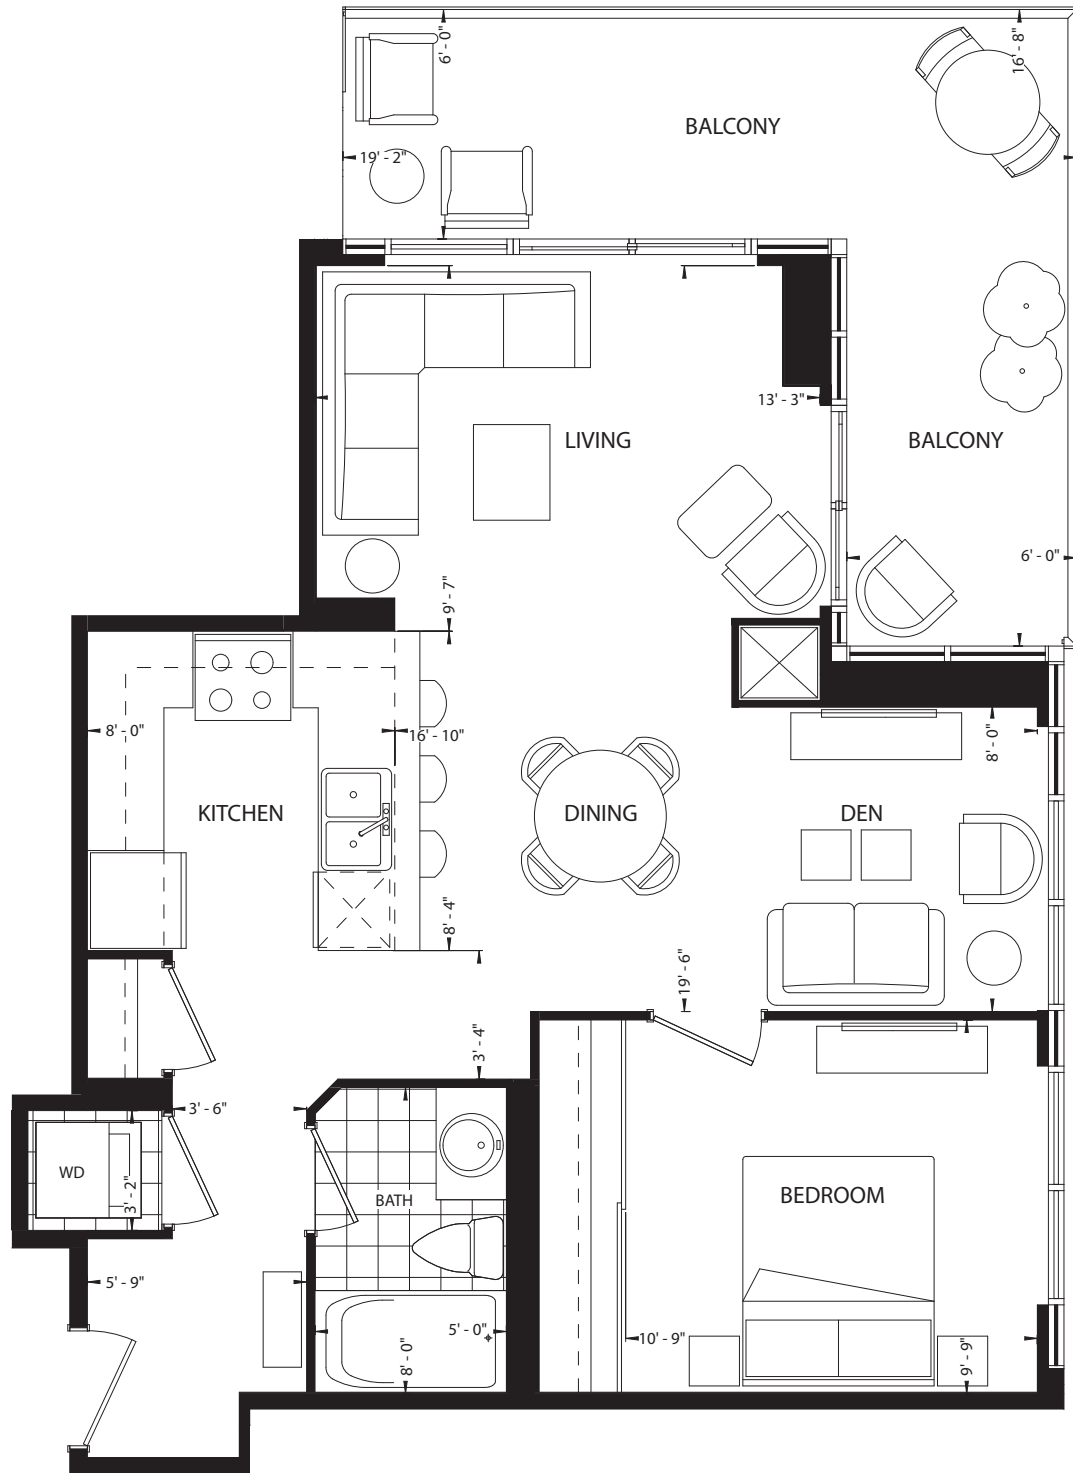 6' - 0"
16' - 8"
BALCONY
19' - 2"
13' - 3"
LIVING
BALCONY
6' - 0"
9' - 7"
8' - 0"
16' - 10"
8' - 0"
KITCHEN
DINING
DEN
8' - 4"
19' - 6"
3' - 4"
3' - 6"
WD
3' - 2"
BATH
BEDROOM
5' - 9"
5' - 0"
10' - 9"
8' - 0"
9' - 9"